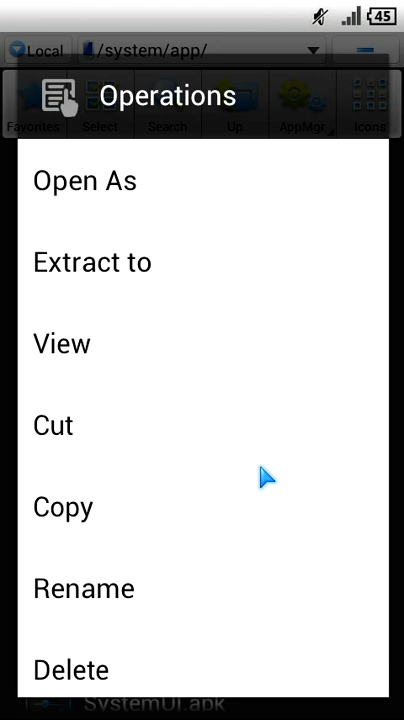 45
Local
/system/app/
Operations
Favorites Select Search Up AppMgr Icons
Open As
Extract to
View
Cut
Copy
Rename
Delete
SystemUI.apk